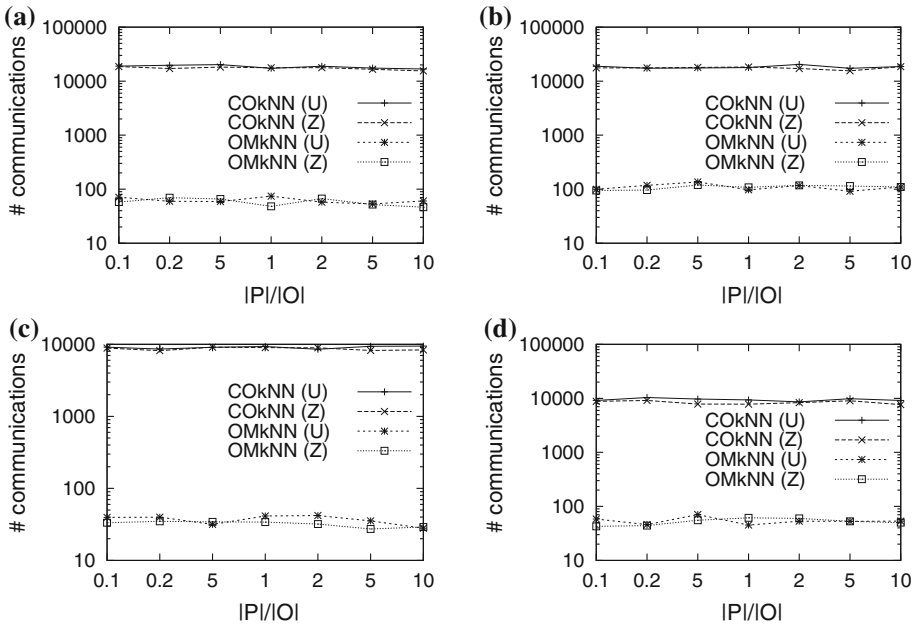 (a)
# communications
100000
10000
1000
100
10
COkNN (U)
COkNN (Z)
OMkNN (U)
OMkNN (Z)
0.1 0.2 5 1 2 5 10
|P|/|O|
(b)
# communications
100000
10000
1000
100
10
COkNN (U)
COkNN (Z)
OMkNN (U)
OMkNN (Z)
0.1 0.2 5 1 2 5 10
|P|/|O|
(c)
# communications
10000
1000
100
10
COkNN (U)
COkNN (Z)
OMkNN (U)
OMkNN (Z)
0.1 0.2 5 1 2 5 10
|P|/|O|
(d)
# communications
100000
10000
1000
100
10
COkNN (U)
COkNN (Z)
OMkNN (U)
OMkNN (Z)
0.1 0.2 5 1 2 5 10
|P|/|O|